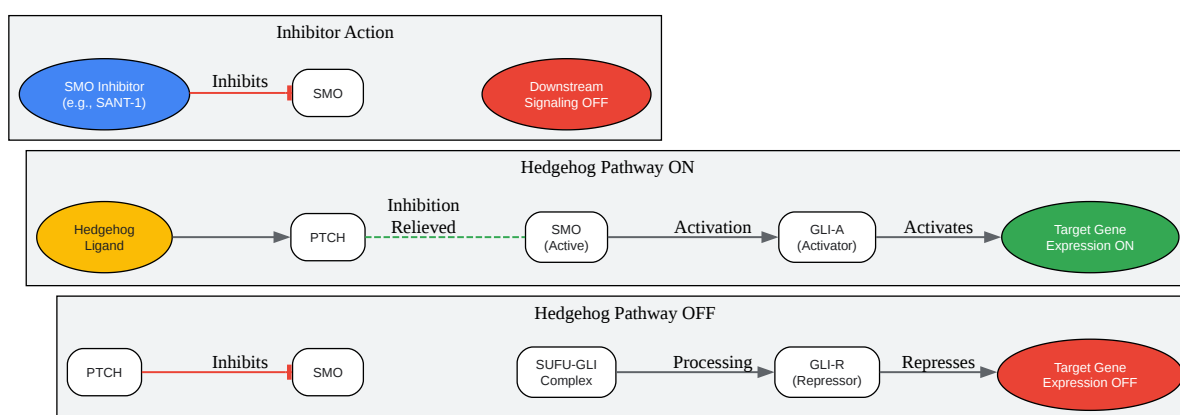 Inhibitor Action
SMO Inhibitor
(e.g., SANT-1)
Inhibits
SMO
Downstream
Signaling OFF
Hedgehog Pathway ON
Hedgehog
Ligand
PTCH
Inhibition
Relieved
SMO
(Active)
Activation
GLI-A
(Activator)
Activates
Target Gene
Expression ON
Hedgehog Pathway OFF
PTCH
Inhibits
SMO
SUFU-GLI
Complex
Processing
GLI-R
(Repressor)
Represses
Target Gene
Expression OFF